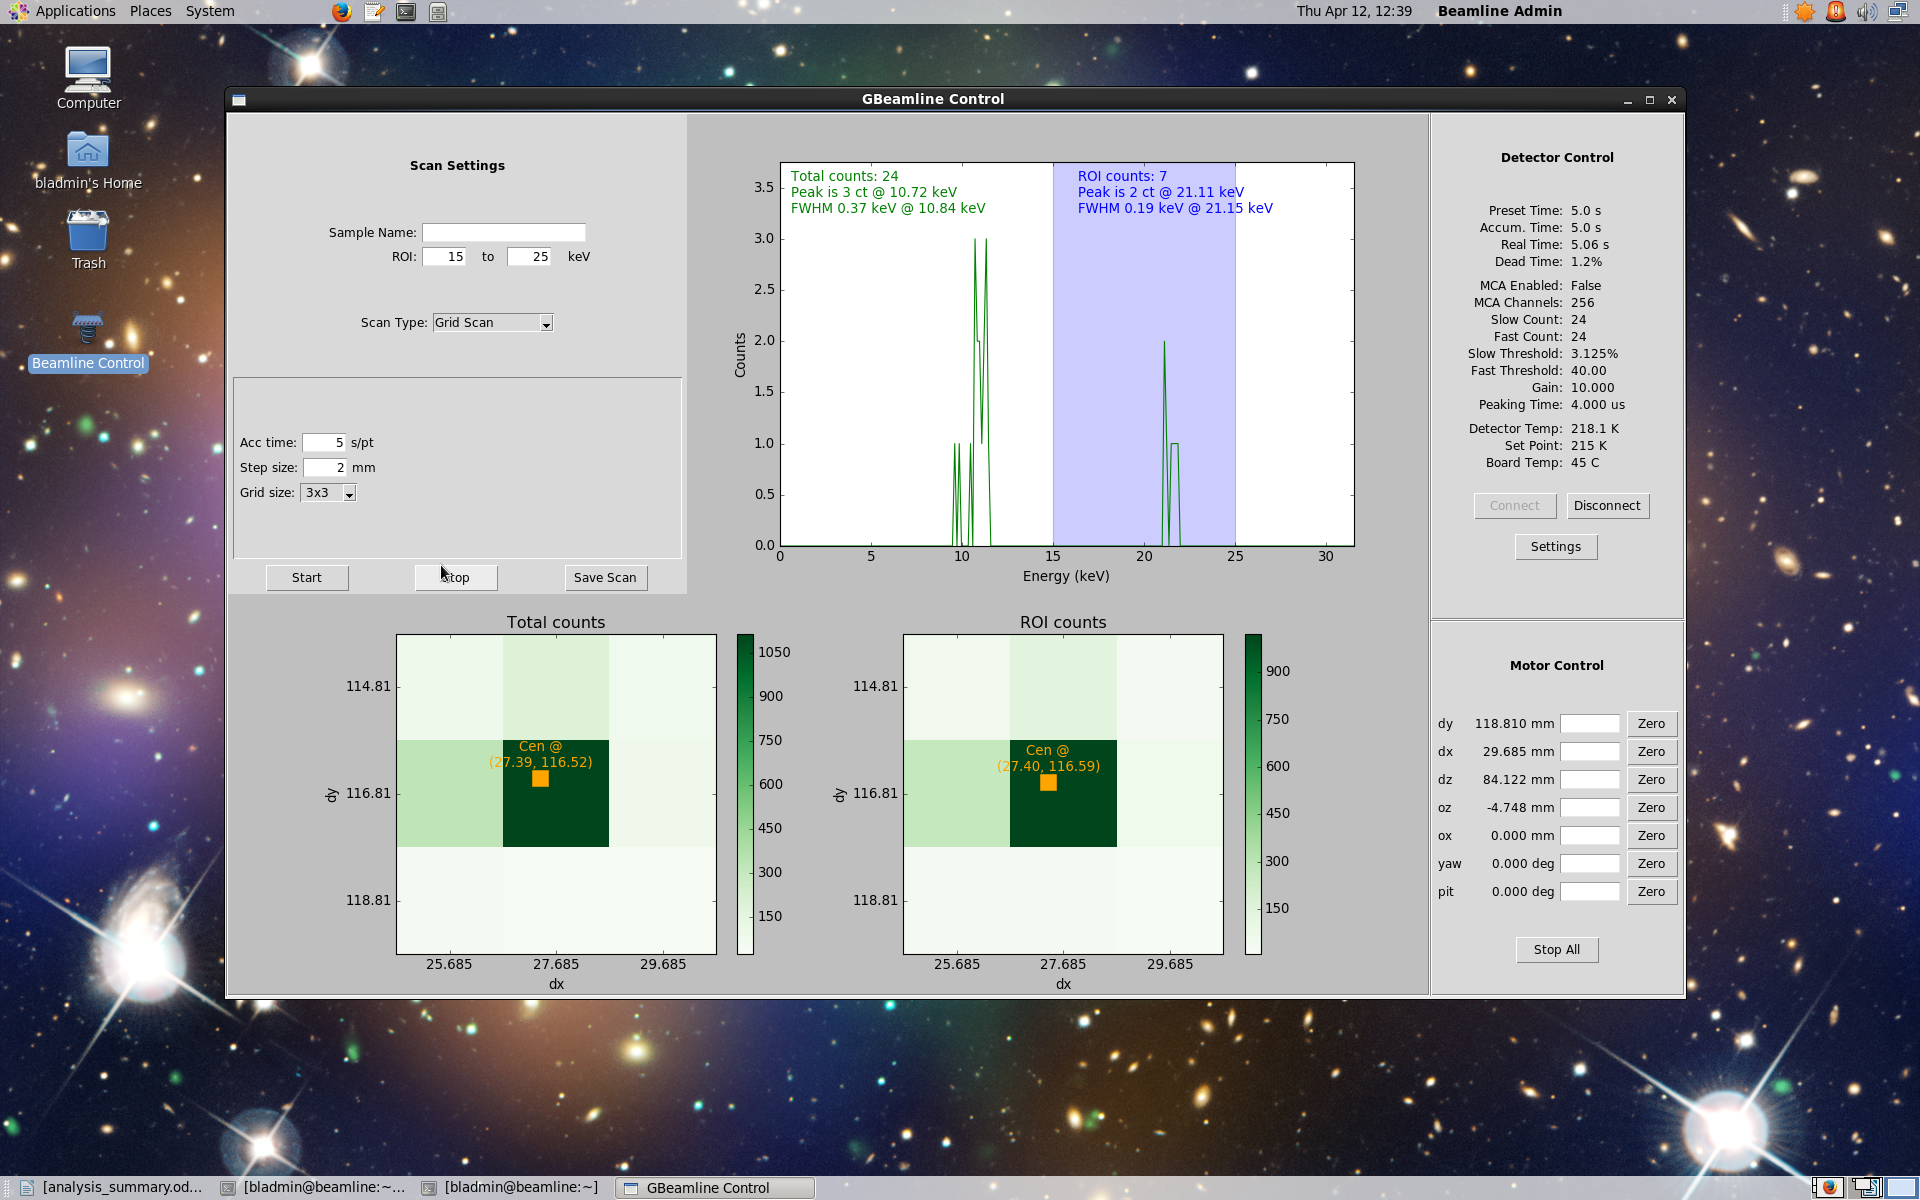 Applications Places System
Thu Apr 12, 12:39 Beamline Admin
Computer
bladmin's Home
Trash
Beamline Control
GBeamline Control
Scan Settings
Sample Name:
ROI: 15 to 25 keV
Scan Type: Grid Scan
Acc time: 5 s/pt
Step size: 2 mm
Grid size: 3x3
Start
Save Scan
Total counts: 24
Peak is 3 ct @ 10.72 keV
FWHM 0.37 keV @ 10.84 keV
ROI counts: 7
Peak is 2 ct @ 21.11 keV
FWHM 0.19 keV @ 21.15 keV
3.5
3.0
2.5
2.0
1.5
1.0
0.5
0.0
Counts
0 5 10 15 20 25 30
Energy (keV)
Total counts
114.81
116.81
118.81
dy
Cen @
(27.39, 116.52)
25.685 27.685 29.685
dx
1050
900
750
600
450
300
150
ROI counts
114.81
116.81
118.81
dy
Cen @
(27.40, 116.59)
25.685 27.685 29.685
dx
900
750
600
450
300
150
Detector Control
Preset Time: 5.0 s
Accum. Time: 5.0 s
Real Time: 5.06 s
Dead Time: 1.2%
MCA Enabled: False
MCA Channels: 256
Slow Count: 24
Fast Count: 24
Slow Threshold: 3.125%
Fast Threshold: 40.00
Gain: 10.000
Peaking Time: 4.000 us
Detector Temp: 218.1 K
Set Point: 215 K
Board Temp: 45 C
Connect Disconnect
Settings
Motor Control
dy 118.810 mm Zero
dx 29.685 mm Zero
dz 84.122 mm Zero
oz -4.748 mm Zero
ox 0.000 mm Zero
yaw 0.000 deg Zero
pit 0.000 deg Zero
Stop All
[analysis_summary.od... [bladmin@beamline:~... [bladmin@beamline:~] GBeamline Control